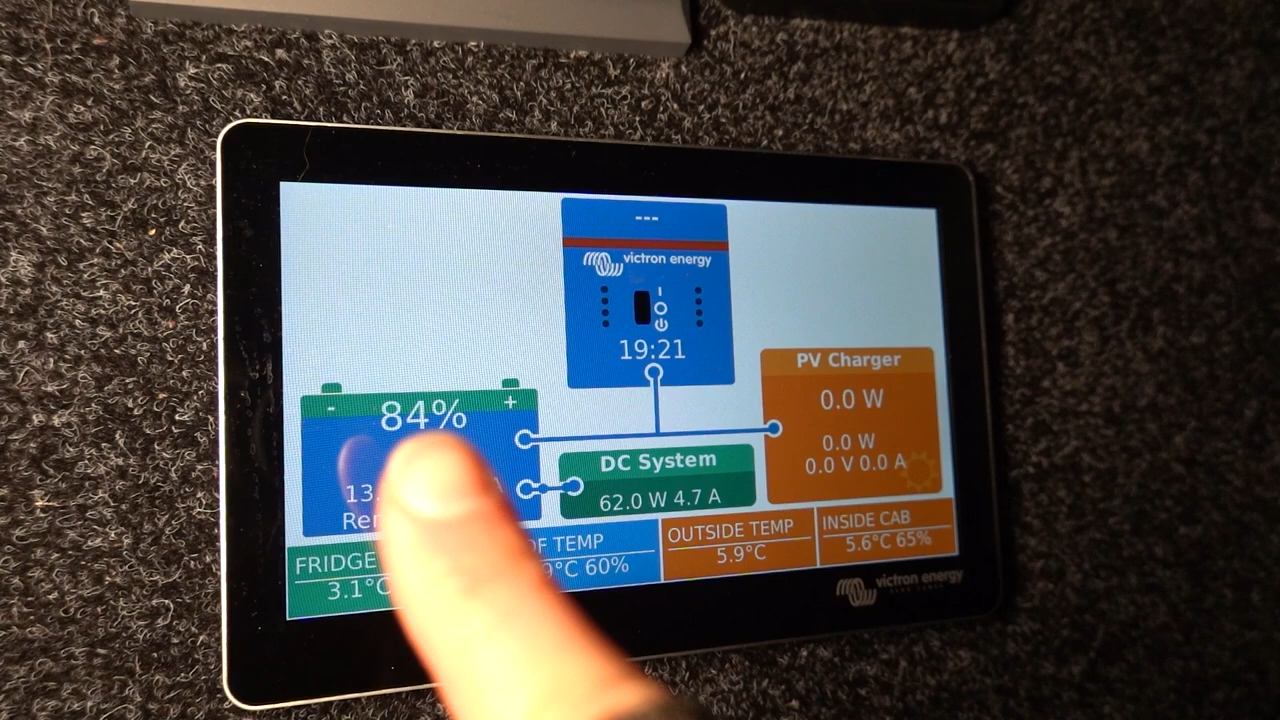 ---
victron energy
19:21
PV Charger
0.0 W
0.0 W
0.0 V 0.0 A
- 84% +
13.
A
DC System
62.0 W 4.7 A
FRIDGE
3.1°C
TEMP
°C 60%
OUTSIDE TEMP
5.9°C
INSIDE CAB
5.6°C 65%
victron energy